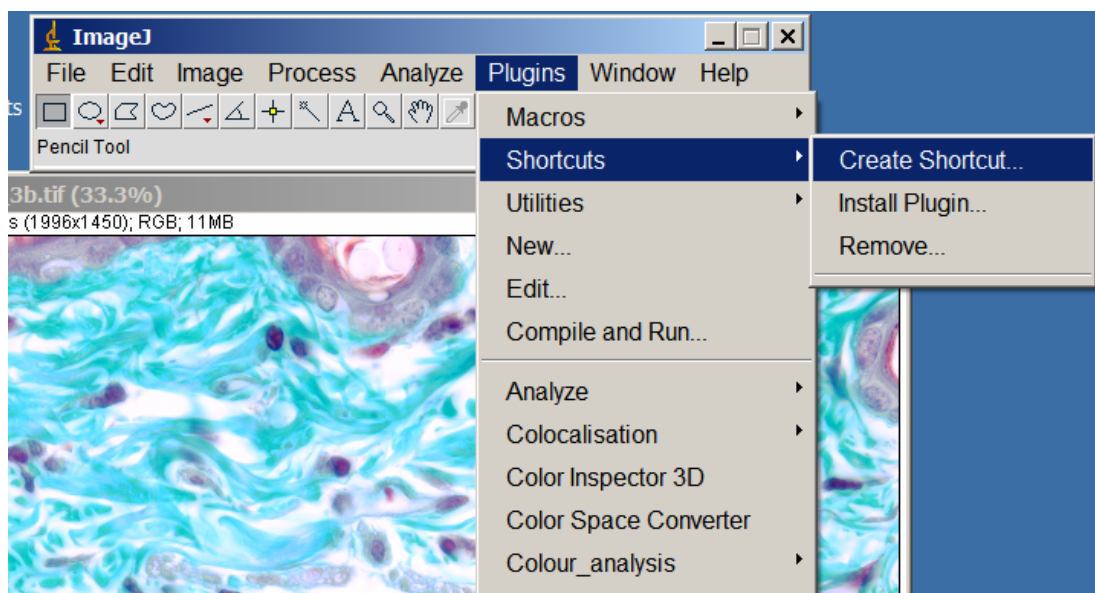 ImageJ
File Edit Image Process Analyze Plugins Window Help
ts
A
Pencil Tool
3b.tif (33.3%)
s (1996x1450); RGB; 11MB
Macros
Shortcuts
Utilities
New...
Edit...
Compile and Run...
Analyze
Colocalisation
Color Inspector 3D
Color Space Converter
Colour_analysis
Create Shortcut...
Install Plugin...
Remove...